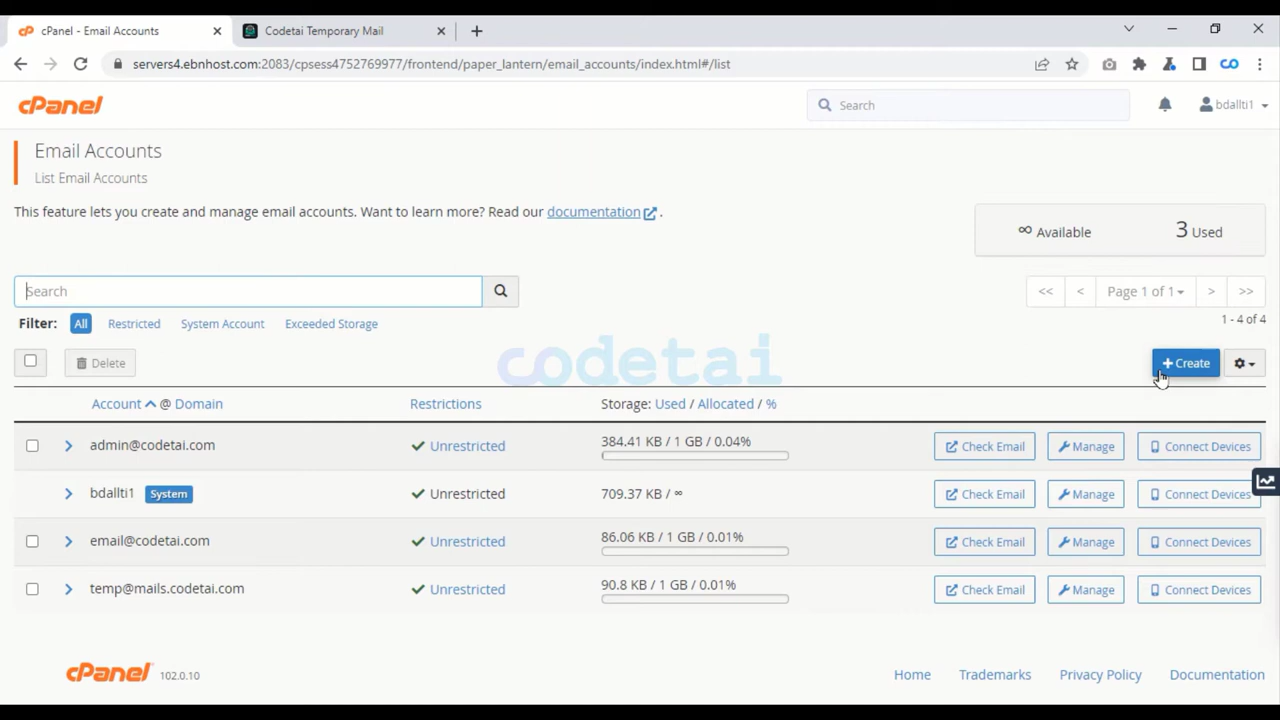 cPanel - Email Accounts
Codetai Temporary Mail
servers4.ebnhost.com:2083/cpsess4752769977/frontend/paper_lantern/email_accounts/index.html#/list
cPanel
Search
bdallti1
Email Accounts
List Email Accounts
This feature lets you create and manage email accounts. Want to learn more? Read our documentation .
∞ Available
3 Used
Search
<< < Page 1 of 1 > >>
Filter: All Restricted System Account Exceeded Storage
1 - 4 of 4
codetai
Delete
+ Create
Account @ Domain Restrictions Storage: Used / Allocated / %
admin@codetai.com Unrestricted 384.41 KB / 1 GB / 0.04% Check Email Manage Connect Devices
bdallti1 System Unrestricted 709.37 KB / ∞ Check Email Manage Connect Devices
email@codetai.com Unrestricted 86.06 KB / 1 GB / 0.01% Check Email Manage Connect Devices
temp@mails.codetai.com Unrestricted 90.8 KB / 1 GB / 0.01% Check Email Manage Connect Devices
cPanel 102.0.10 Home Trademarks Privacy Policy Documentation